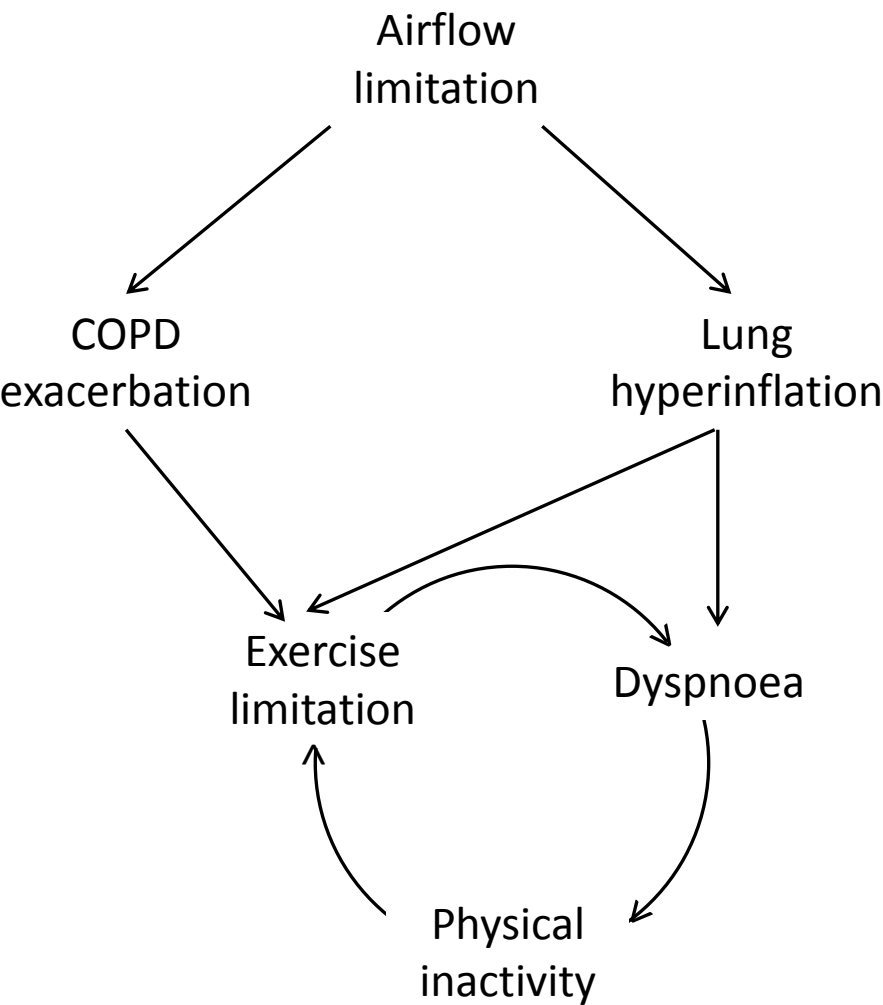 Airflow
limitation
COPD
exacerbation
Lung
hyperinflation
Exercise
limitation
Dyspnoea
Physical
inactivity